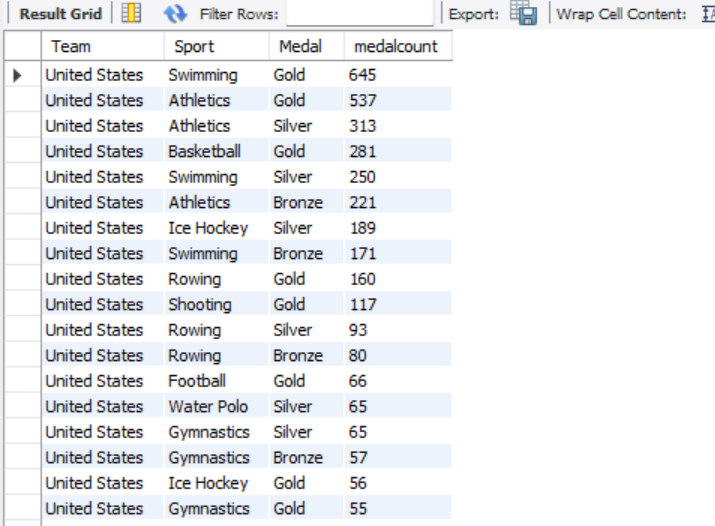 Result Grid Filter Rows: Export: Wrap Cell Content:
Team Sport Medal medalcount
United States Swimming Gold 645
United States Athletics Gold 537
United States Athletics Silver 313
United States Basketball Gold 281
United States Swimming Silver 250
United States Athletics Bronze 221
United States Ice Hockey Silver 189
United States Swimming Bronze 171
United States Rowing Gold 160
United States Shooting Gold 117
United States Rowing Silver 93
United States Rowing Bronze 80
United States Football Gold 66
United States Water Polo Silver 65
United States Gymnastics Silver 65
United States Gymnastics Bronze 57
United States Ice Hockey Gold 56
United States Gymnastics Gold 55